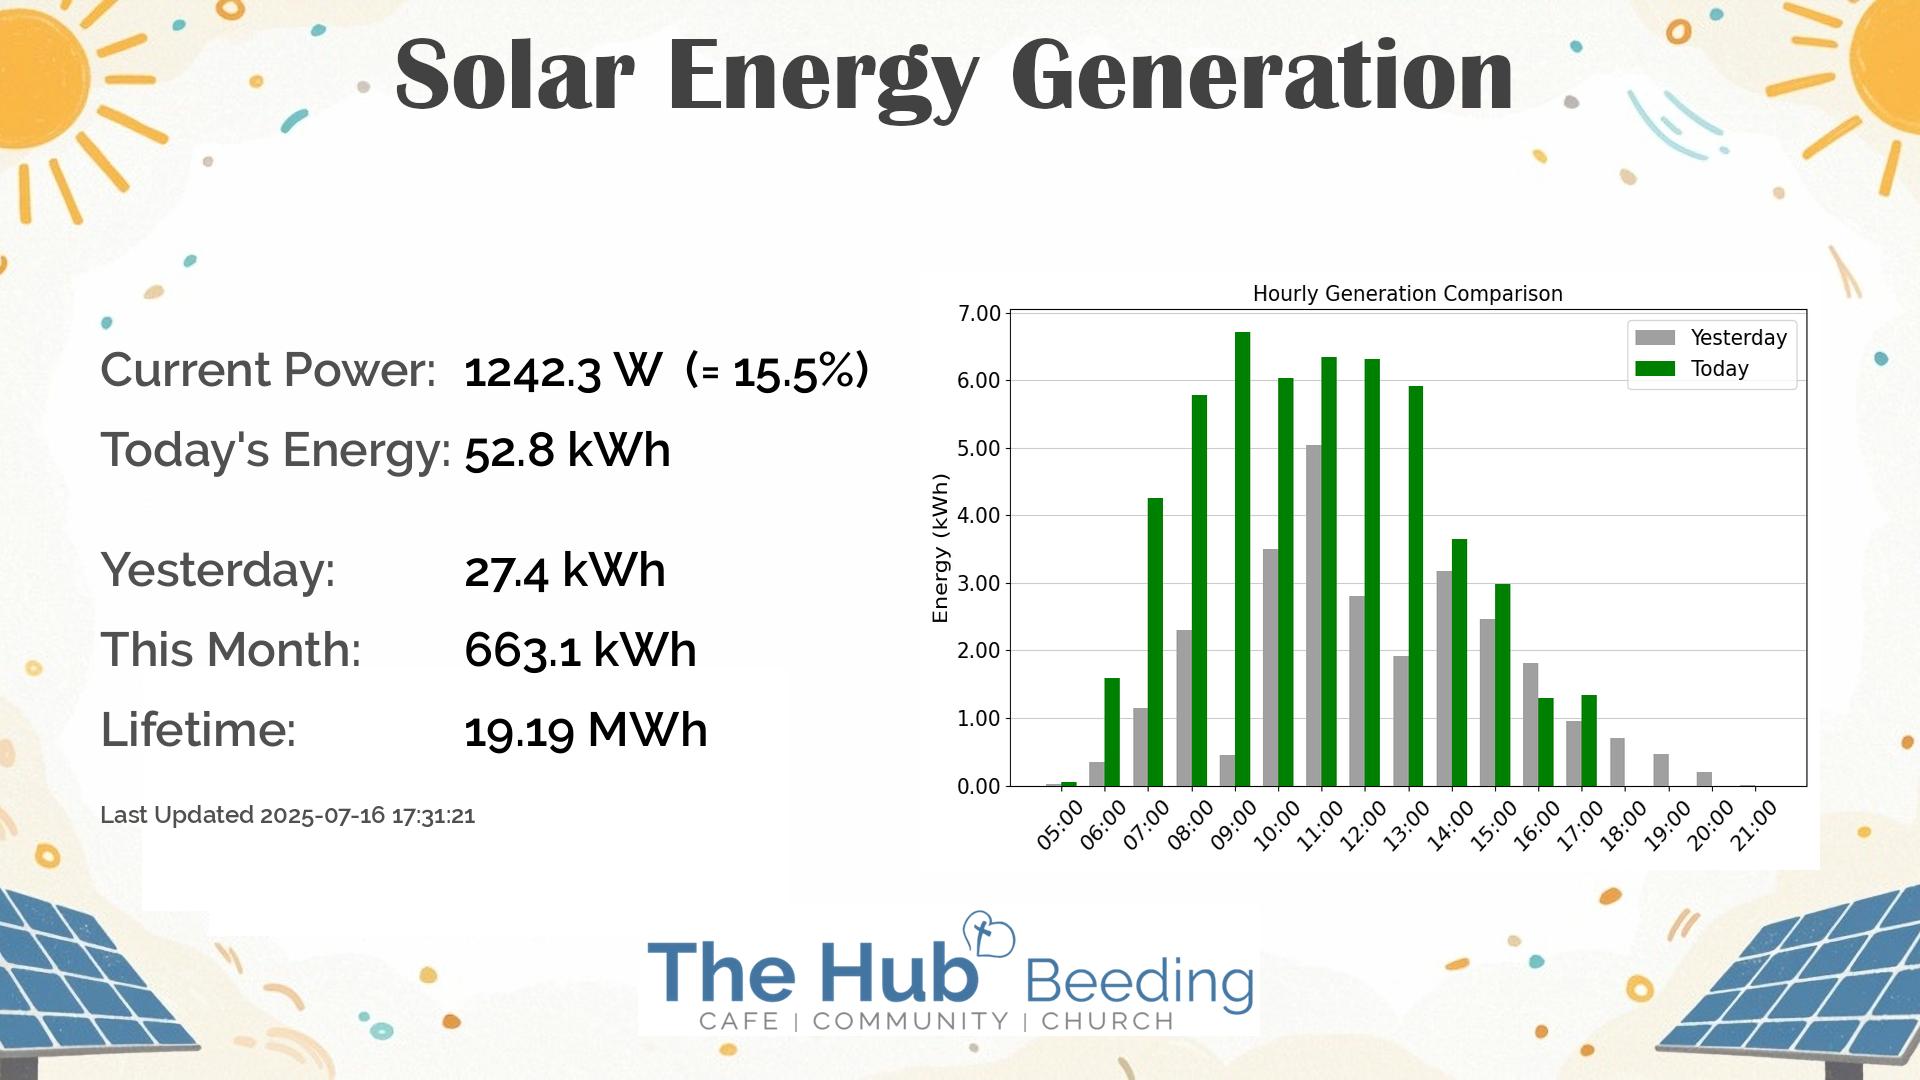 Solar Energy Generation
Current Power: 1242.3 W (= 15.5%)
Today's Energy: 52.8 kWh
Yesterday: 27.4 kWh
This Month: 663.1 kWh
Lifetime: 19.19 MWh
Last Updated 2025-07-16 17:31:21
Hourly Generation Comparison
7.00
6.00
5.00
4.00
3.00
2.00
1.00
0.00
Energy (kWh)
Yesterday
Today
05:00 06:00 07:00 08:00 09:00 10:00 11:00 12:00 13:00 14:00 15:00 16:00 17:00 18:00 19:00 20:00 21:00
The Hub Beeding
CAFE | COMMUNITY | CHURCH